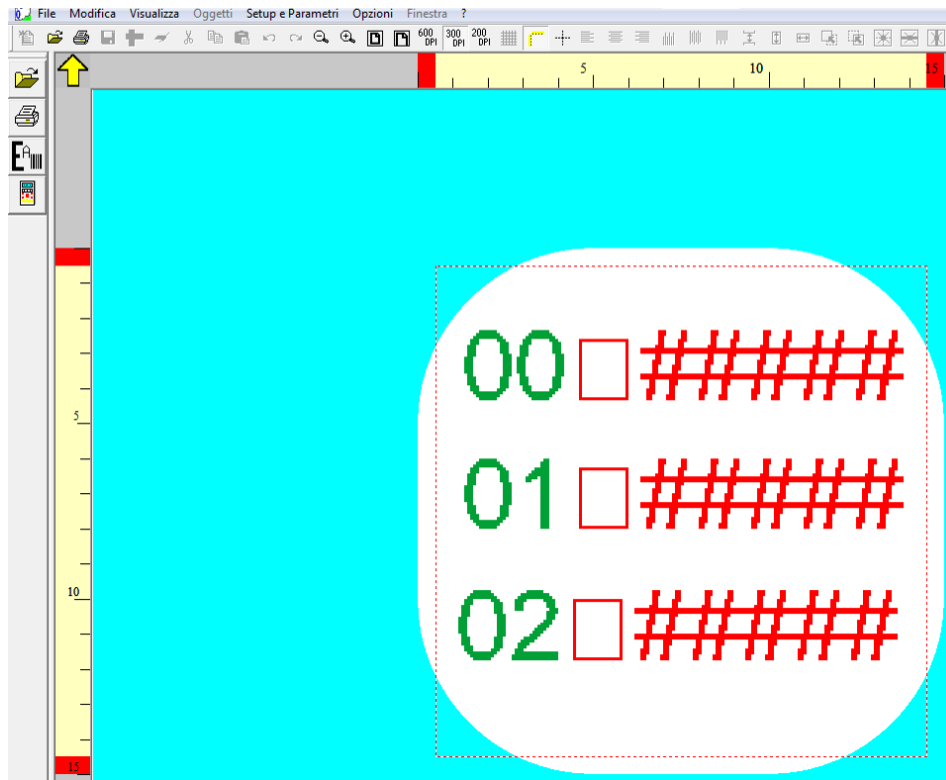 File Modifica Visualizza Oggetti Setup e Parametri Opzioni Finestra ?
600 DPI 300 DPI 200 DPI
5 10 15
EA
00□#####
5
01□#####
10
02□#####
15